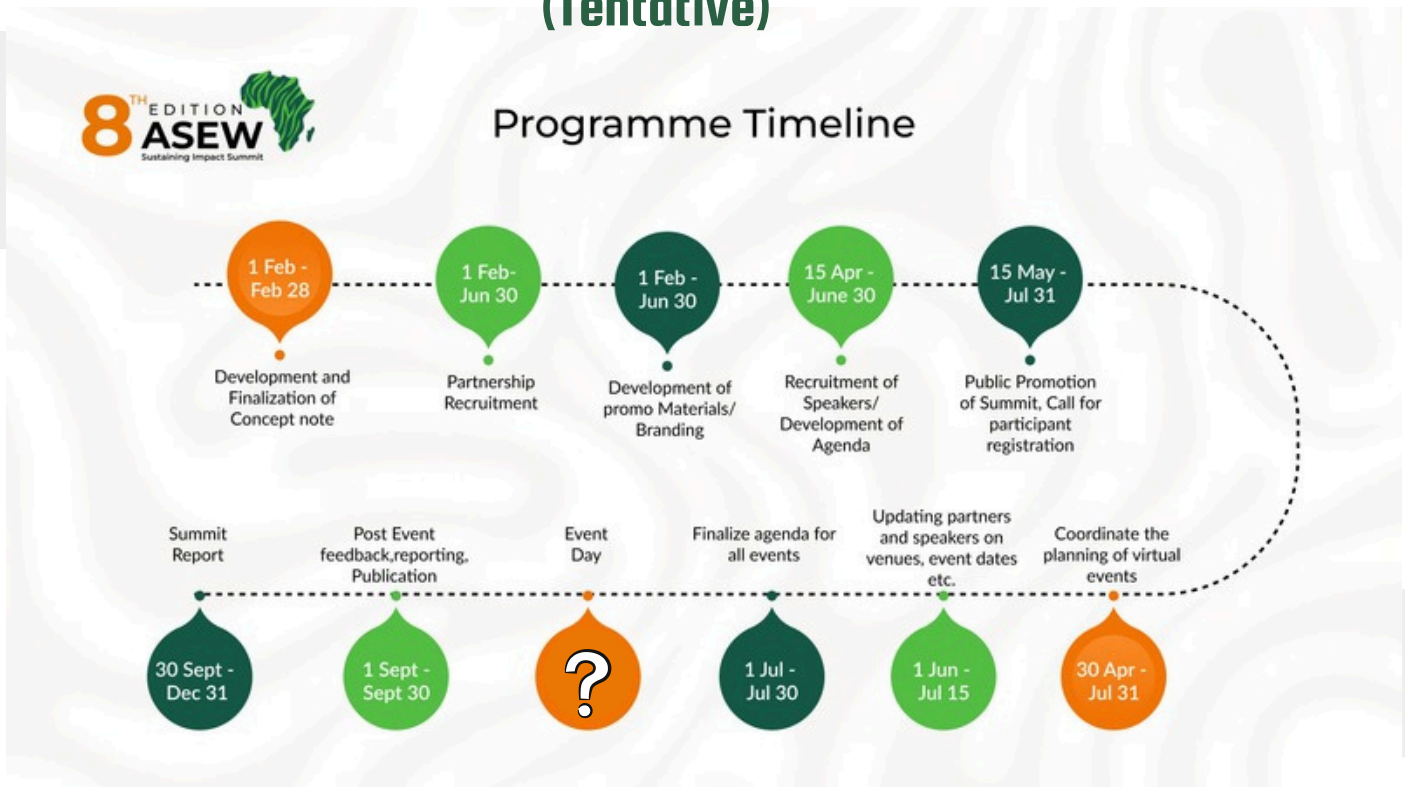 (Tentative)
8TH EDITION
ASEW
Sustaining Impact Summit
Programme Timeline
1 Feb -
Feb 28
Development and
Finalization of
Concept note
1 Feb-
Jun 30
Partnership
Recruitment
1 Feb -
Jun 30
Development of
promo Materials/
Branding
15 Apr -
June 30
Recruitment of
Speakers/
Development of
Agenda
15 May -
Jul 31
Public Promotion
of Summit, Call for
participant
registration
Coordinate the
planning of virtual
events
30 Apr -
Jul 31
Updating partners
and speakers on
venues, event dates
etc.
1 Jun -
Jul 15
Finalize agenda for
all events
1 Jul -
Jul 30
Event
Day
?
Post Event
feedback,reporting,
Publication
1 Sept -
Sept 30
Summit
Report
30 Sept -
Dec 31